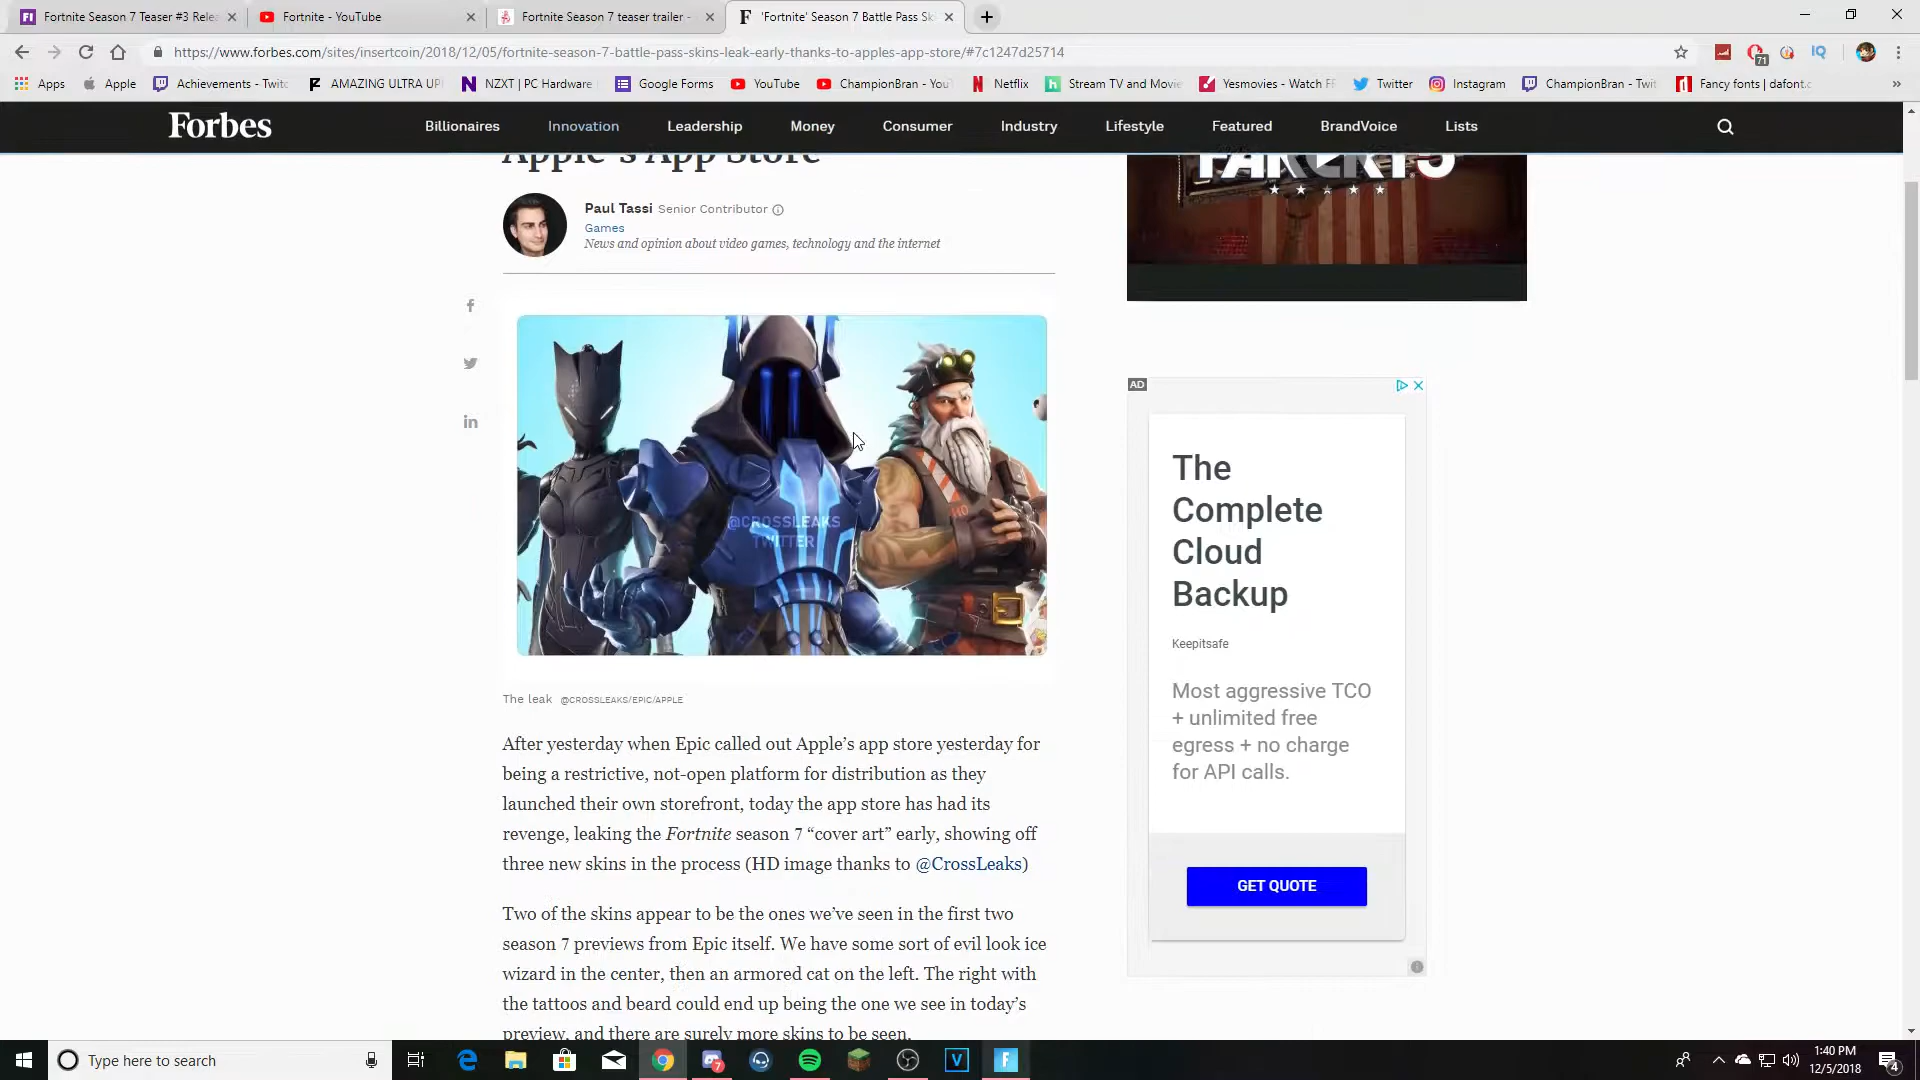 Fortnite Season 7 Teaser #3 Rele
Fortnite - YouTube
Fortnite Season 7 teaser trailer -
'Fortnite' Season 7 Battle Pass Sk
https://www.forbes.com/sites/insertcoin/2018/12/05/fortnite-season-7-battle-pass-skins-leak-early-thanks-to-apples-app-store/#7c1247d25714
71
Apps
Apple
Achievements - Twitc
AMAZING ULTRA UP
NZXT | PC Hardware
Google Forms
YouTube
ChampionBran - You
Netflix
Stream TV and Movie
Yesmovies - Watch FR
Twitter
Instagram
ChampionBran - Twit
Fancy fonts | dafont.c
Forbes
Billionaires
Innovation
Leadership
Money
Consumer
Industry
Lifestyle
Featured
BrandVoice
Lists
Apple's App Store
FARCRY 5
Paul Tassi Senior Contributor
Games
News and opinion about video games, technology and the internet
@CROSSLEAKS
TWITTER
The leak @CROSSLEAKS/EPIC/APPLE
After yesterday when Epic called out Apple’s app store yesterday for
being a restrictive, not-open platform for distribution as they
launched their own storefront, today the app store has had its
revenge, leaking the Fortnite season 7 “cover art” early, showing off
three new skins in the process (HD image thanks to @CrossLeaks)
Two of the skins appear to be the ones we’ve seen in the first two
season 7 previews from Epic itself. We have some sort of evil look ice
wizard in the center, then an armored cat on the left. The right with
the tattoos and beard could end up being the one we see in today’s
preview, and there are surely more skins to be seen.
AD
The
Complete
Cloud
Backup
Keepitsafe
Most aggressive TCO
+ unlimited free
egress + no charge
for API calls.
GET QUOTE
Type here to search
7
1:40 PM
12/5/2018
4